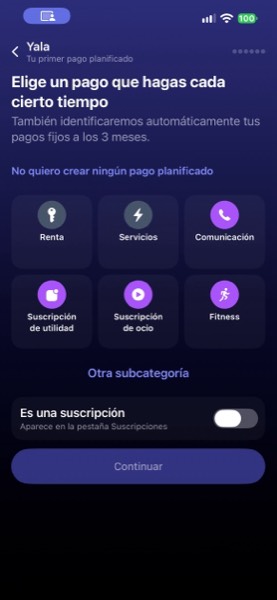 100
Yala
Tu primer pago planificado
Elige un pago que hagas cada
cierto tiempo
También identificaremos automáticamente tus
pagos fijos a los 3 meses.
No quiero crear ningún pago planificado
Renta
Servicios
Comunicación
Suscripción
de utilidad
Suscripción
de ocio
Fitness
Otra subcategoría
Es una suscripción
Aparece en la pestaña Suscripciones
Continuar